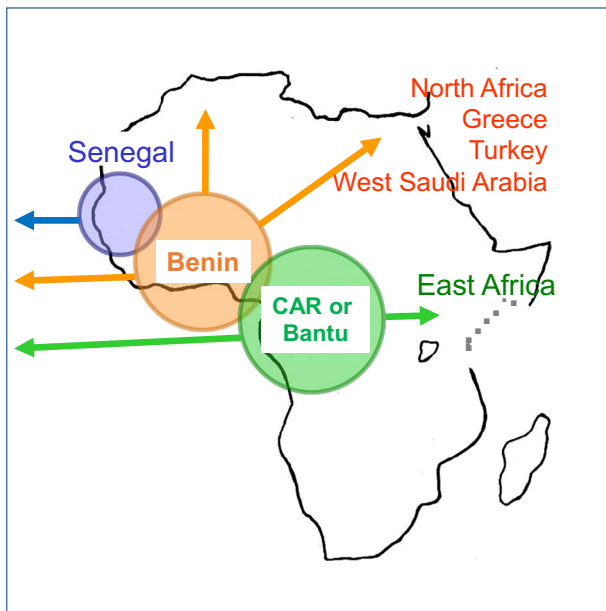 North Africa
Greece
Turkey
West Saudi Arabia
Senegal
Benin
East Africa
CAR or
Bantu